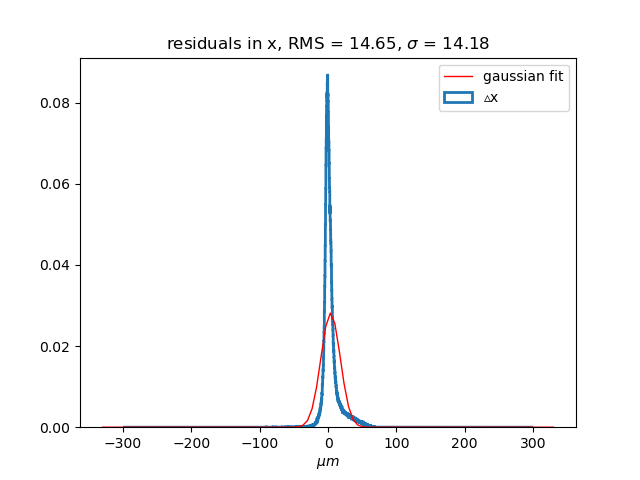 residuals in x, RMS = 14.65, σ = 14.18
gaussian fit
△x
0.08
0.06
0.04
0.02
0.00
−300 −200 −100 0 100 200 300
μm